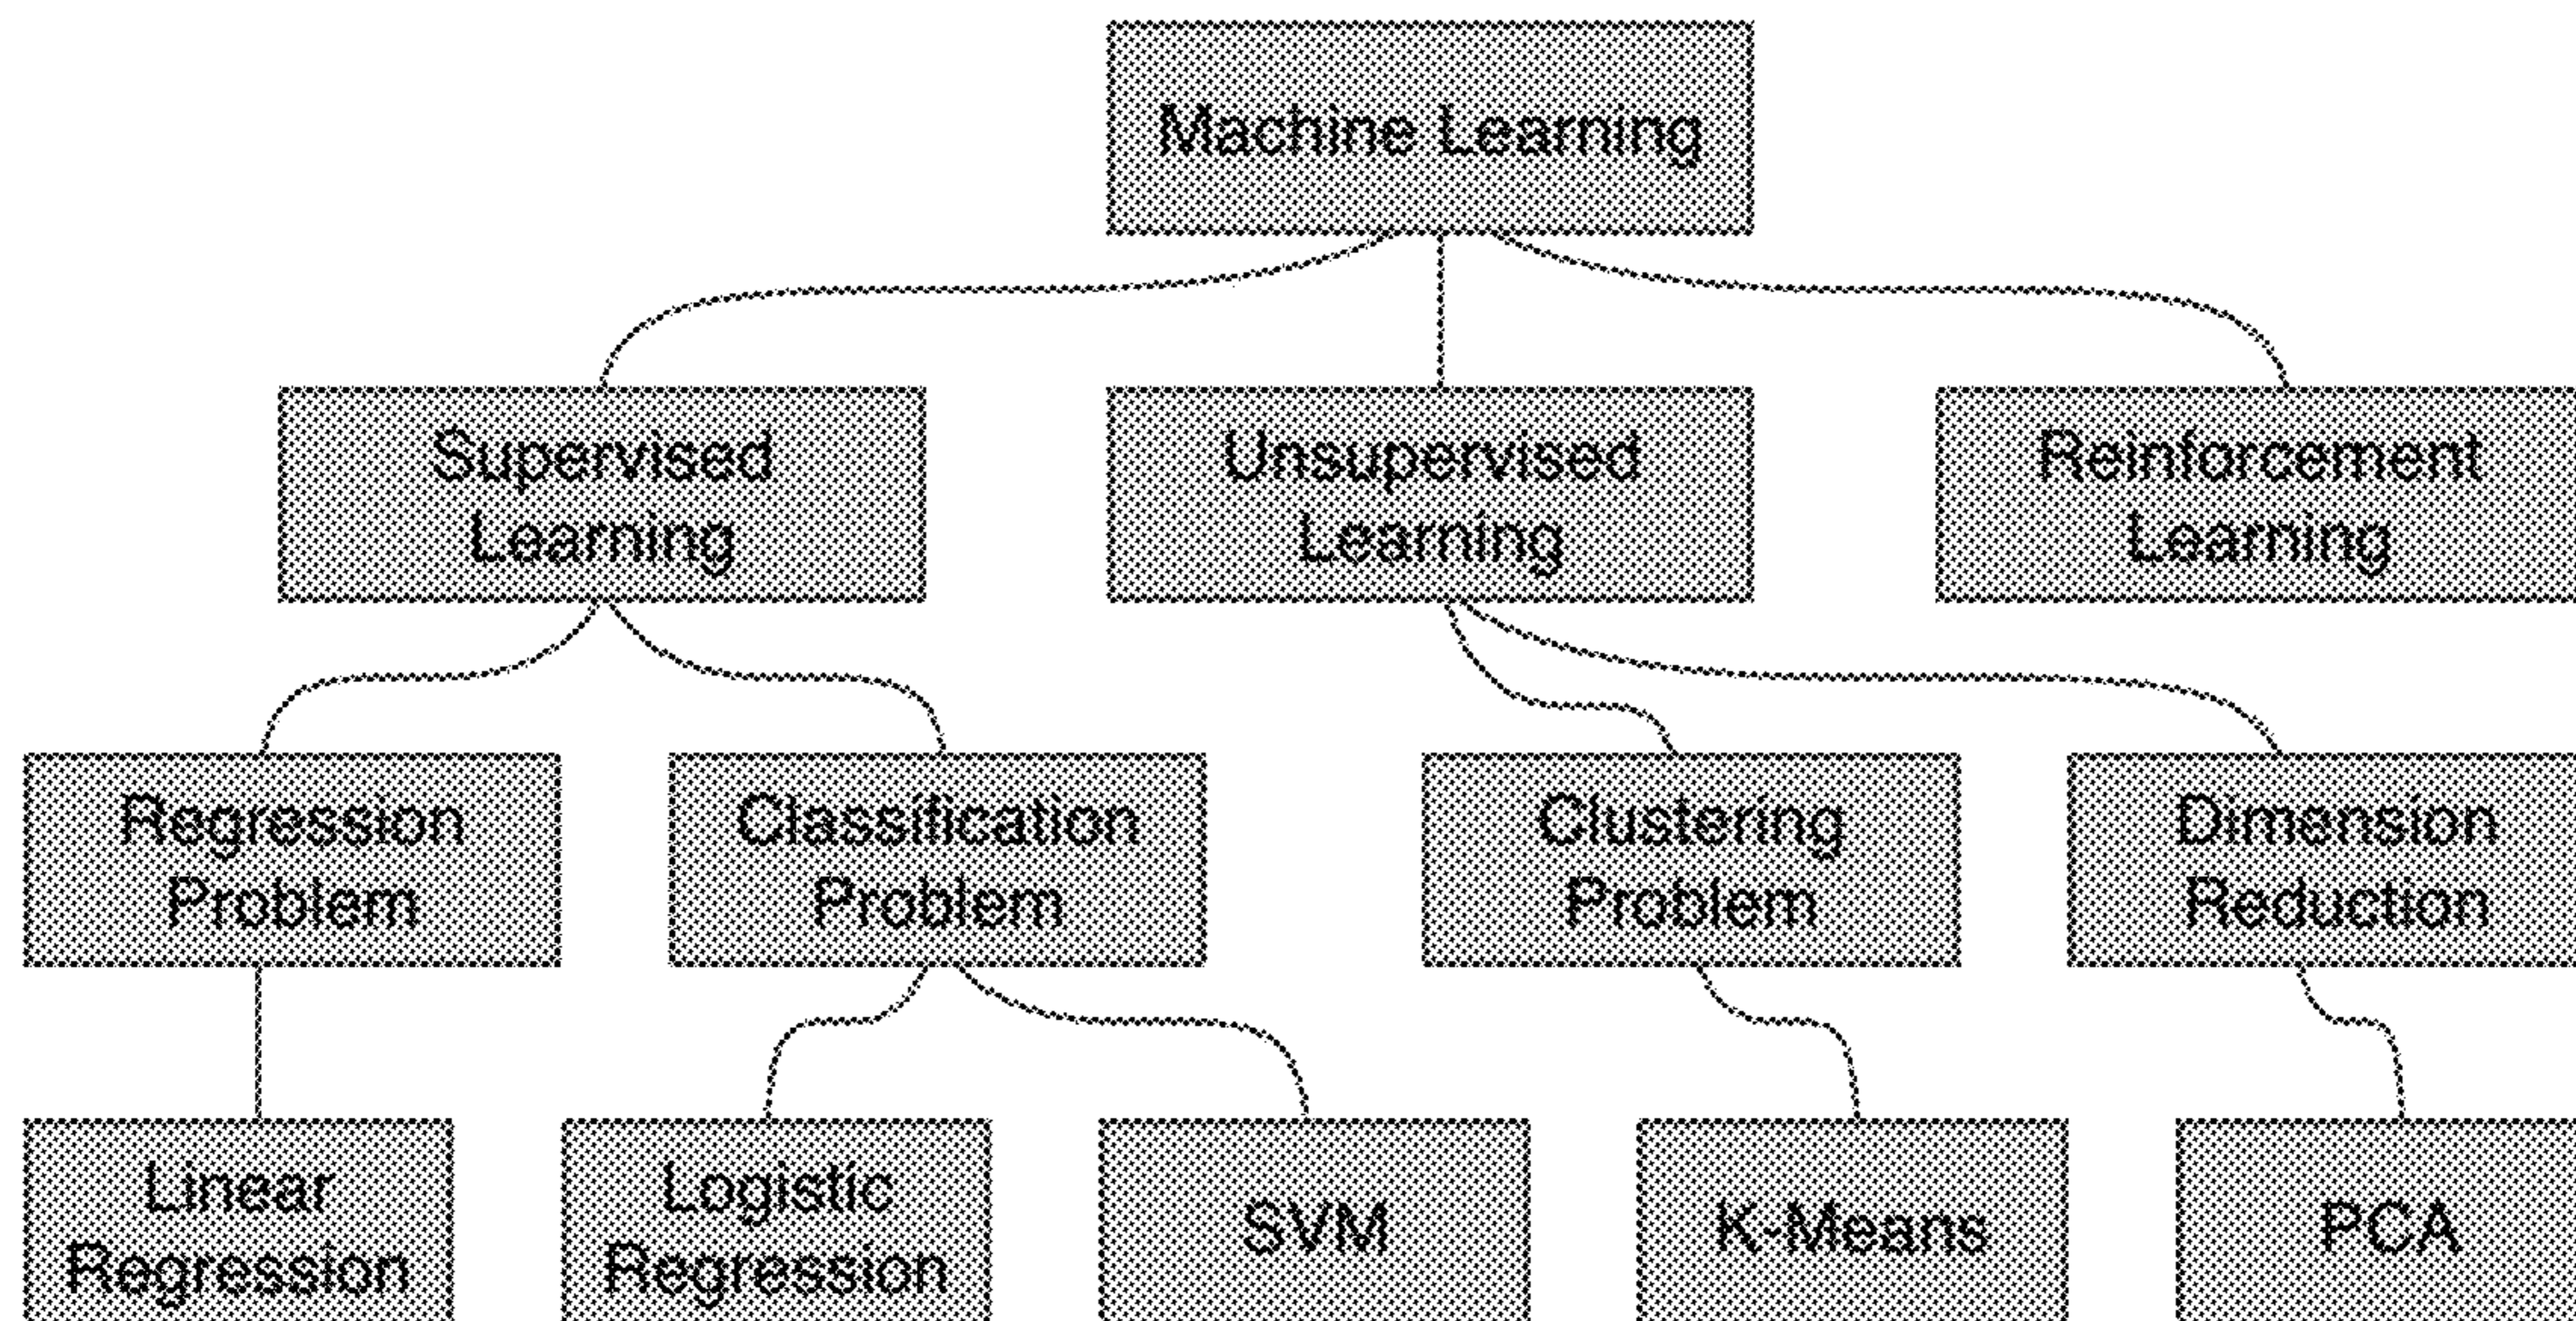 Machine Learning
Supervised
Learning
Unsupervised
Learning
Reinforcement
Learning
Regression
Problem
Classification
Problem
Clustering
Problem
Dimension
Reduction
Linear
Regression
Logistic
Regression
SVM
K-Means
PCA